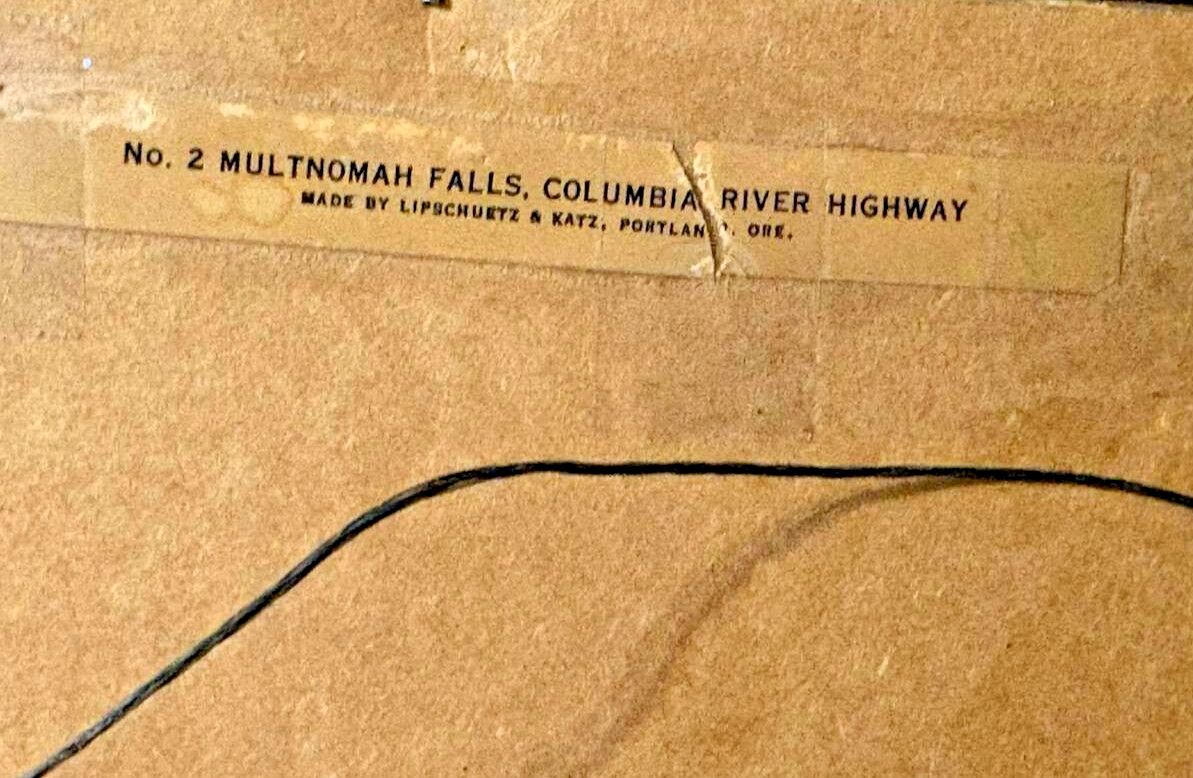 No. 2 MULTNOMAH FALLS, COLUMBIA RIVER HIGHWAY
MADE BY LIPSCHUETZ & KATZ, PORTLAND. ORE.